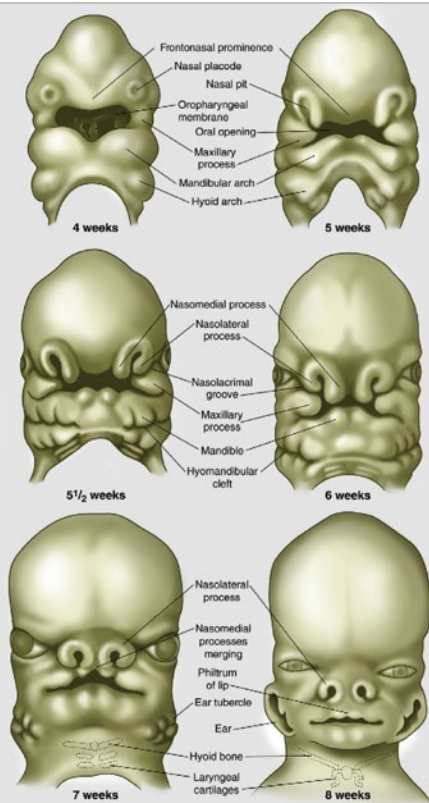 Frontonasal prominence
Nasal placode
Nasal pit
Oropharyngeal
membrane
Oral opening
Maxillary
process
Mandibular arch
Hyoid arch
4 weeks
5 weeks
Nasomedial process
Nasolateral
process
Nasolacrimal
groove
Maxillary
process
Mandible
Hyomandibular
cleft
5 1/2 weeks
6 weeks
Nasolateral
process
Nasomedial
processes
merging
Philtrum
of lip
Ear tubercle
Ear
Hyoid bone
Laryngeal
cartilages
7 weeks
8 weeks